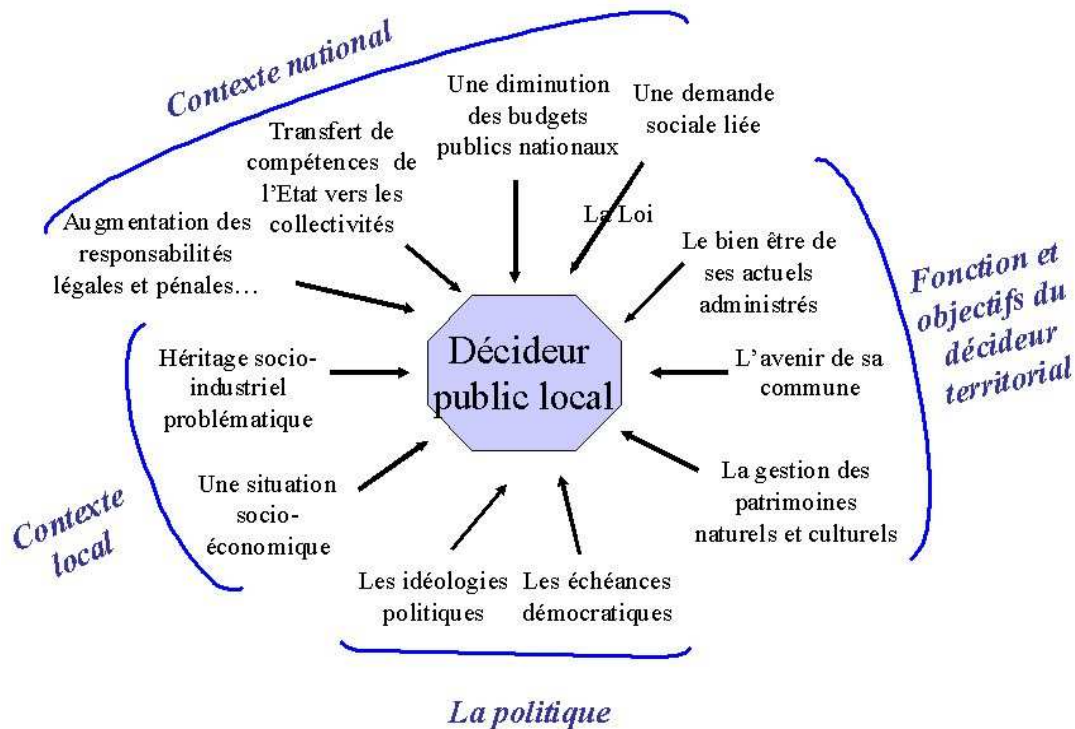 Contexte national
Une diminution
des budgets
publics nationaux
Une demande
sociale liée
Transfert de
compétences de
l'Etat vers les
collectivités
La Loi
Augmentation des
responsabilités
légales et pénales…
Le bien être de
ses actuels
administrés
Fonction et
objectifs du
décideur
territorial
Héritage socio-
industriel
problématique
Décideur
public local
L'avenir de sa
commune
Une situation
socio-
économique
La gestion des
patrimoines
naturels et culturels
Contexte
local
Les idéologies
politiques
Les échéances
démocratiques
La politique